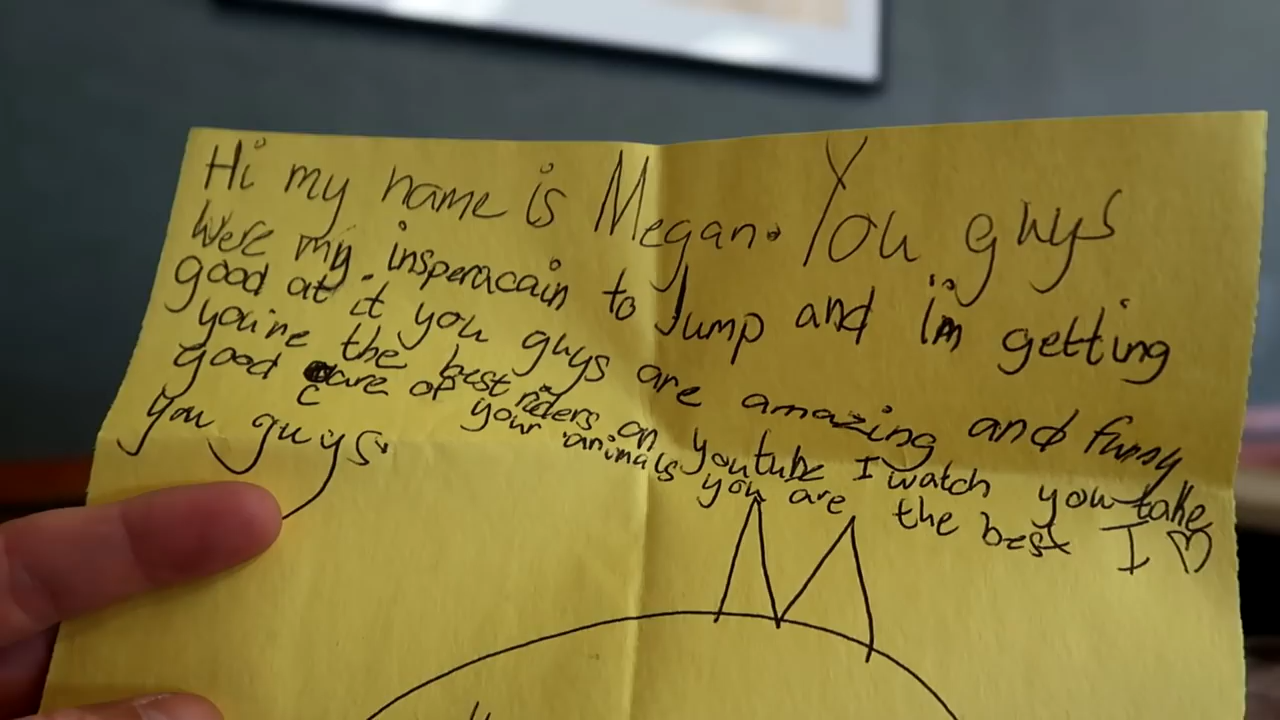 Hi my name is Megan. You guys
were my insperacain to Jump and i'm getting
good at it you guys are amazing and funny
you're the best riders on youtube I watch you take
good care of your animals you are the best I ♡
you guys.